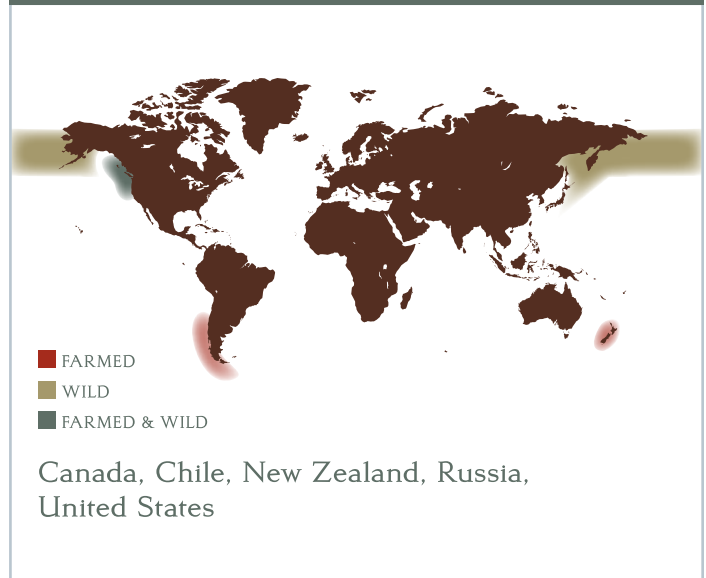 FARMED
WILD
FARMED & WILD
Canada, Chile, New Zealand, Russia,
United States